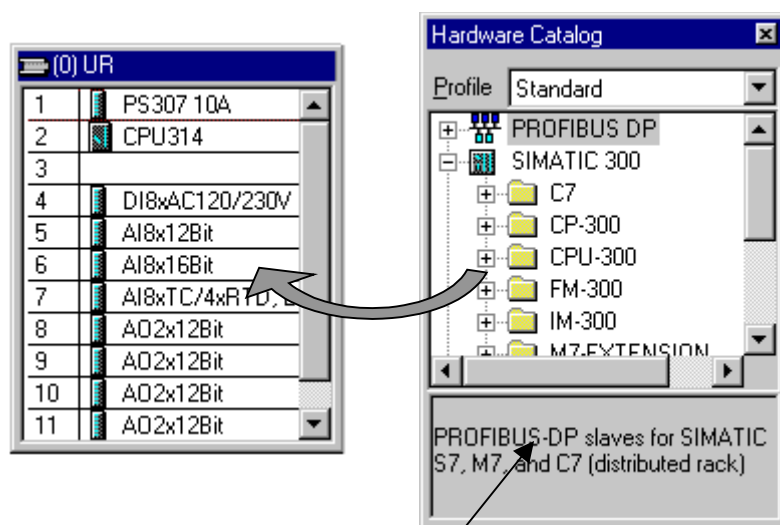 (0) UR
1 PS307 10A
2 CPU314
3
4 DI8xAC120/230V
5 AI8x12Bit
6 AI8x16Bit
7 AI8xTC/4xRTD,
8 AO2x12Bit
9 AO2x12Bit
10 AO2x12Bit
11 AO2x12Bit
Hardware Catalog
Profile Standard
PROFIBUS DP
SIMATIC 300
C7
CP-300
CPU-300
FM-300
IM-300
M7-EXTENSION
PROFIBUS-DP slaves for SIMATIC
S7, M7, and C7 (distributed rack)